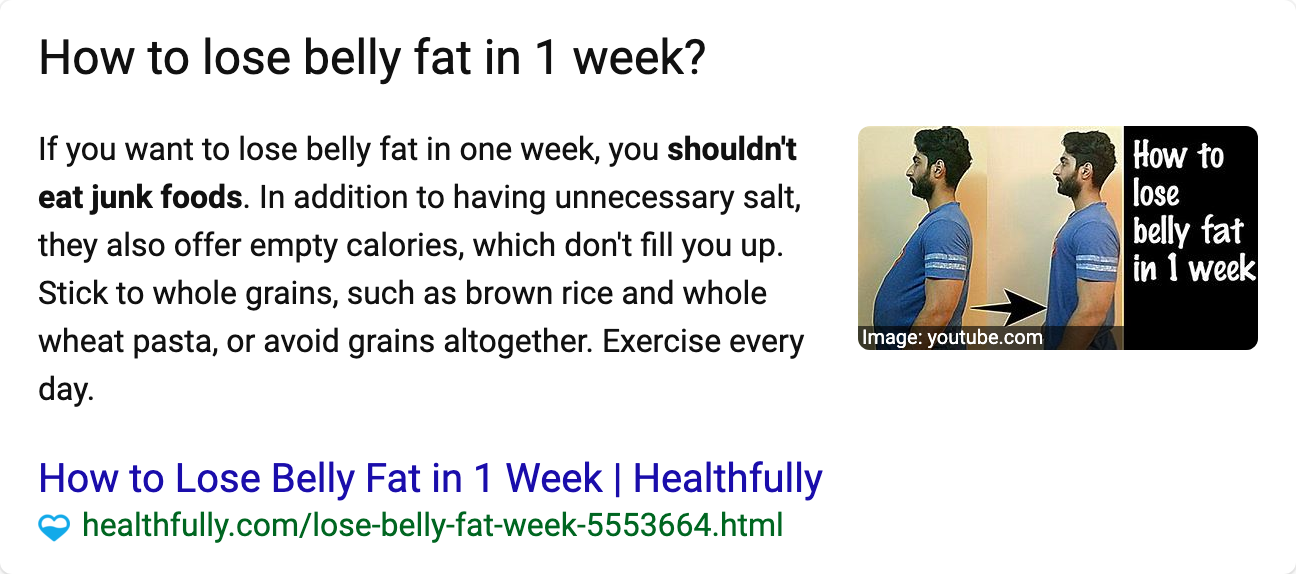 How to lose belly fat in 1 week?
If you want to lose belly fat in one week, you shouldn't
eat junk foods. In addition to having unnecessary salt,
they also offer empty calories, which don't fill you up.
Stick to whole grains, such as brown rice and whole
wheat pasta, or avoid grains altogether. Exercise every
day.
How to
lose
belly fat
in 1 week
Image: youtube.com
How to Lose Belly Fat in 1 Week | Healthfully
healthfully.com/lose-belly-fat-week-5553664.html